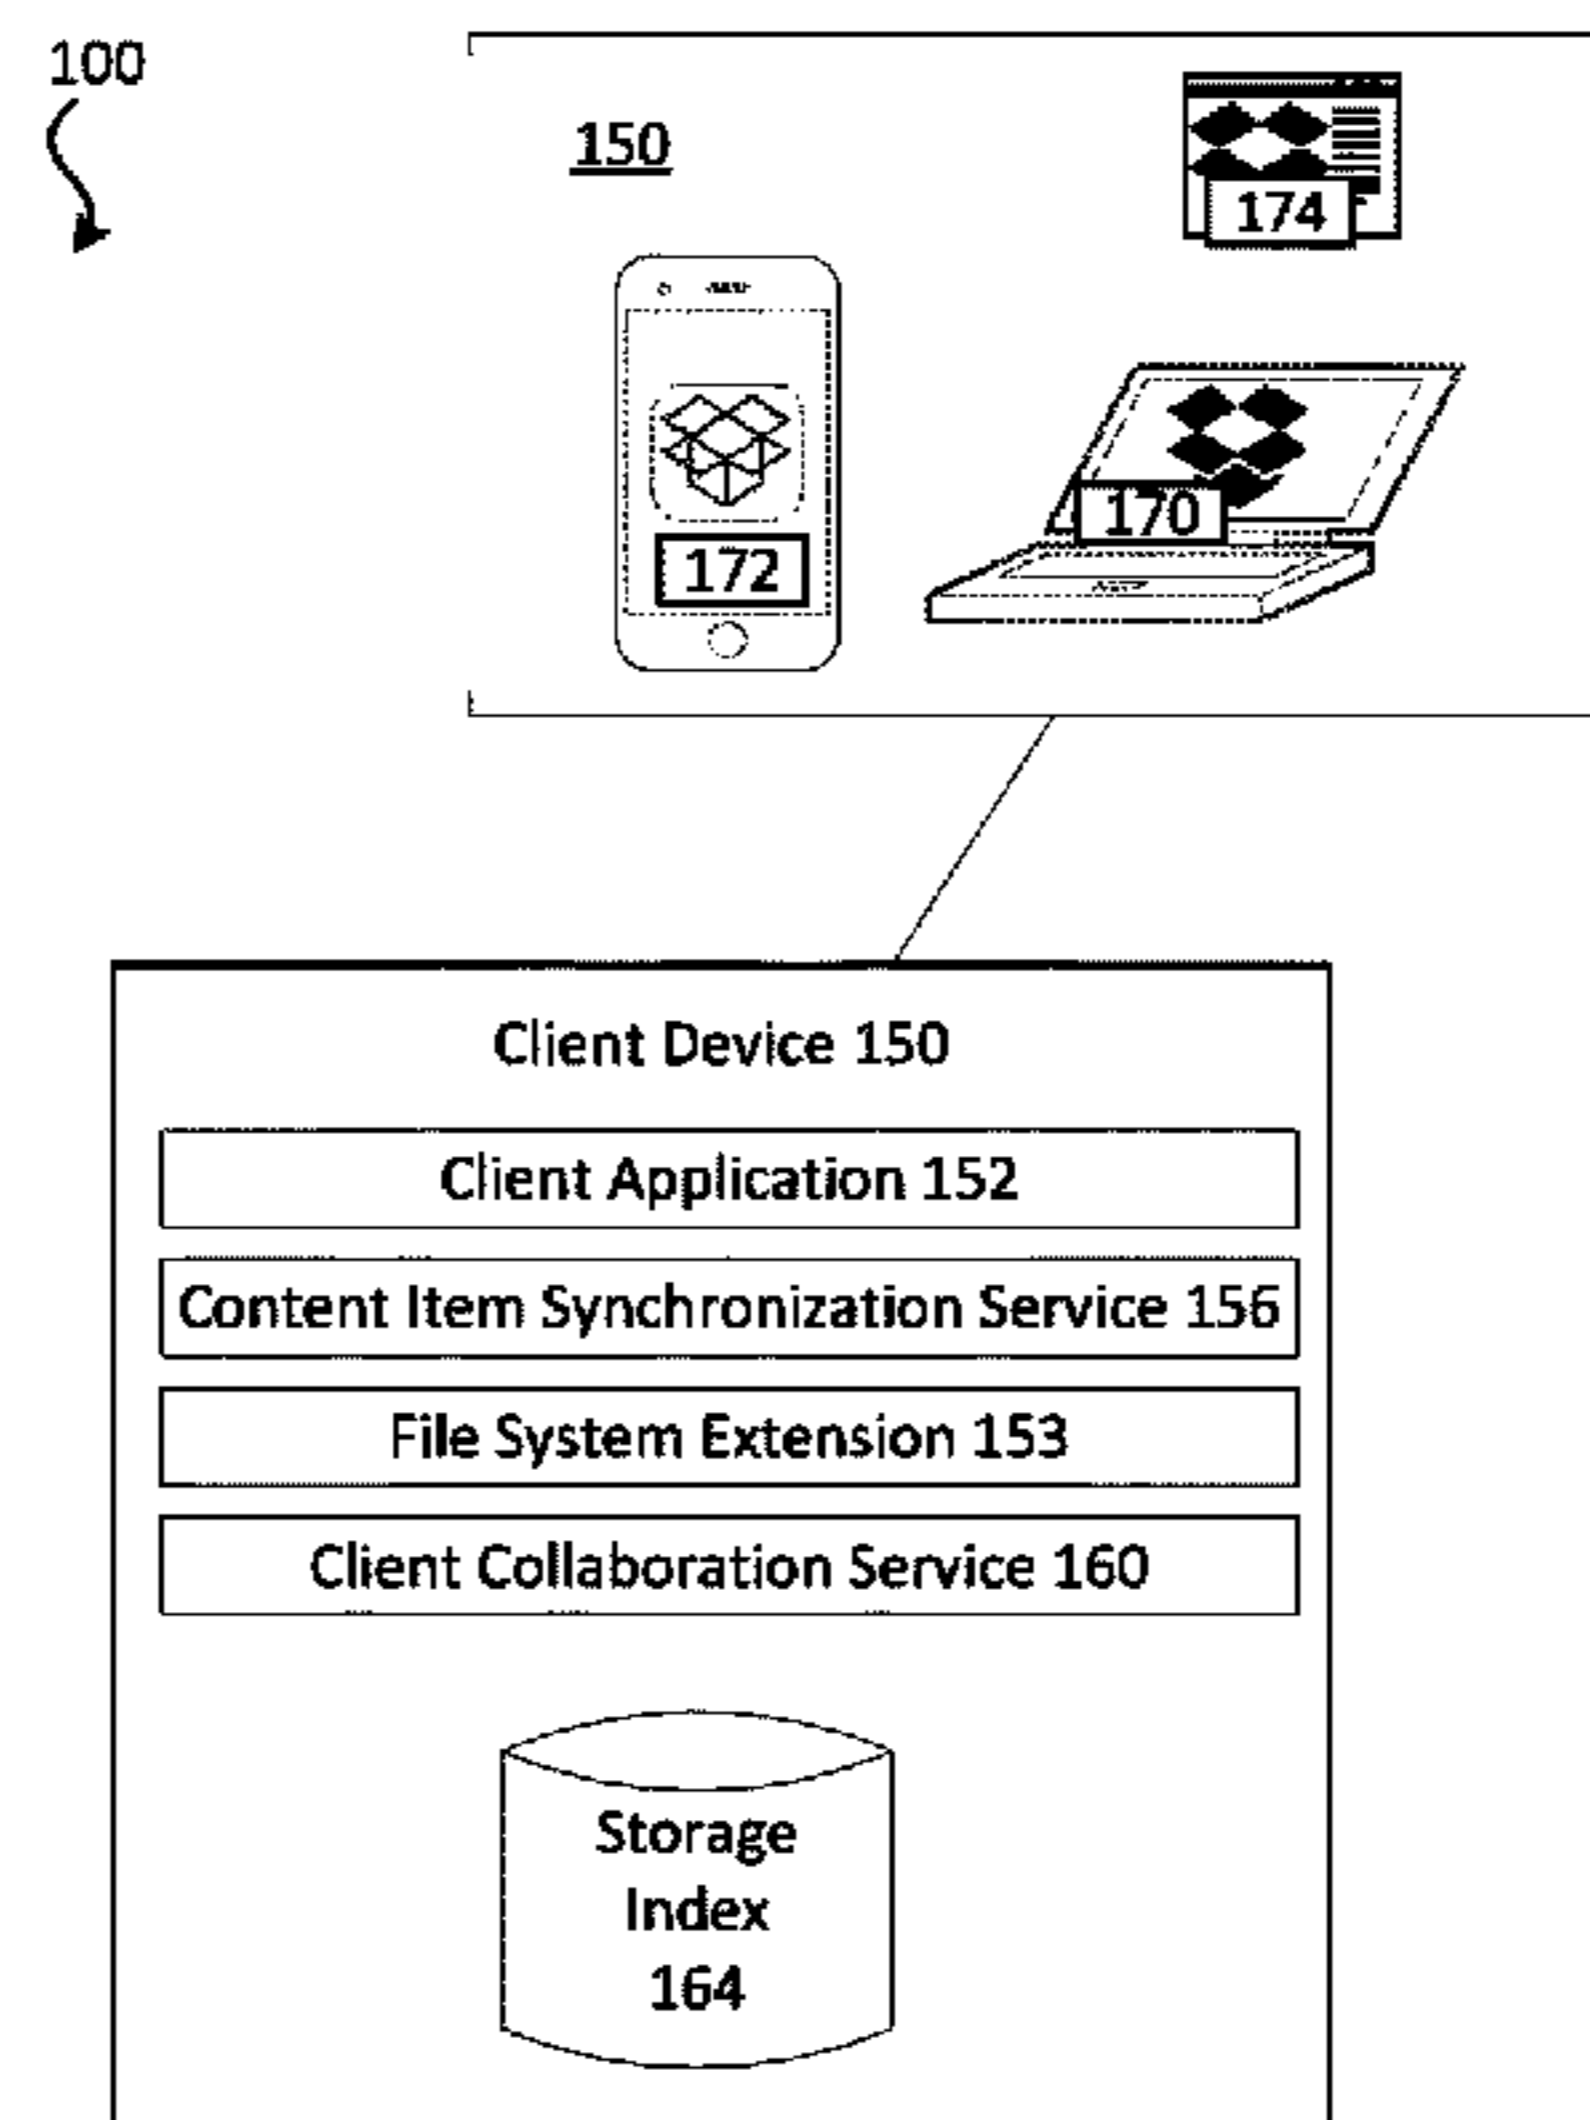 100
150
174
170
172
Client Device 150
Client Application 152
Content Item Synchronization Service 156
File System Extension 153
Client Collaboration Service 160
Storage
Index
164